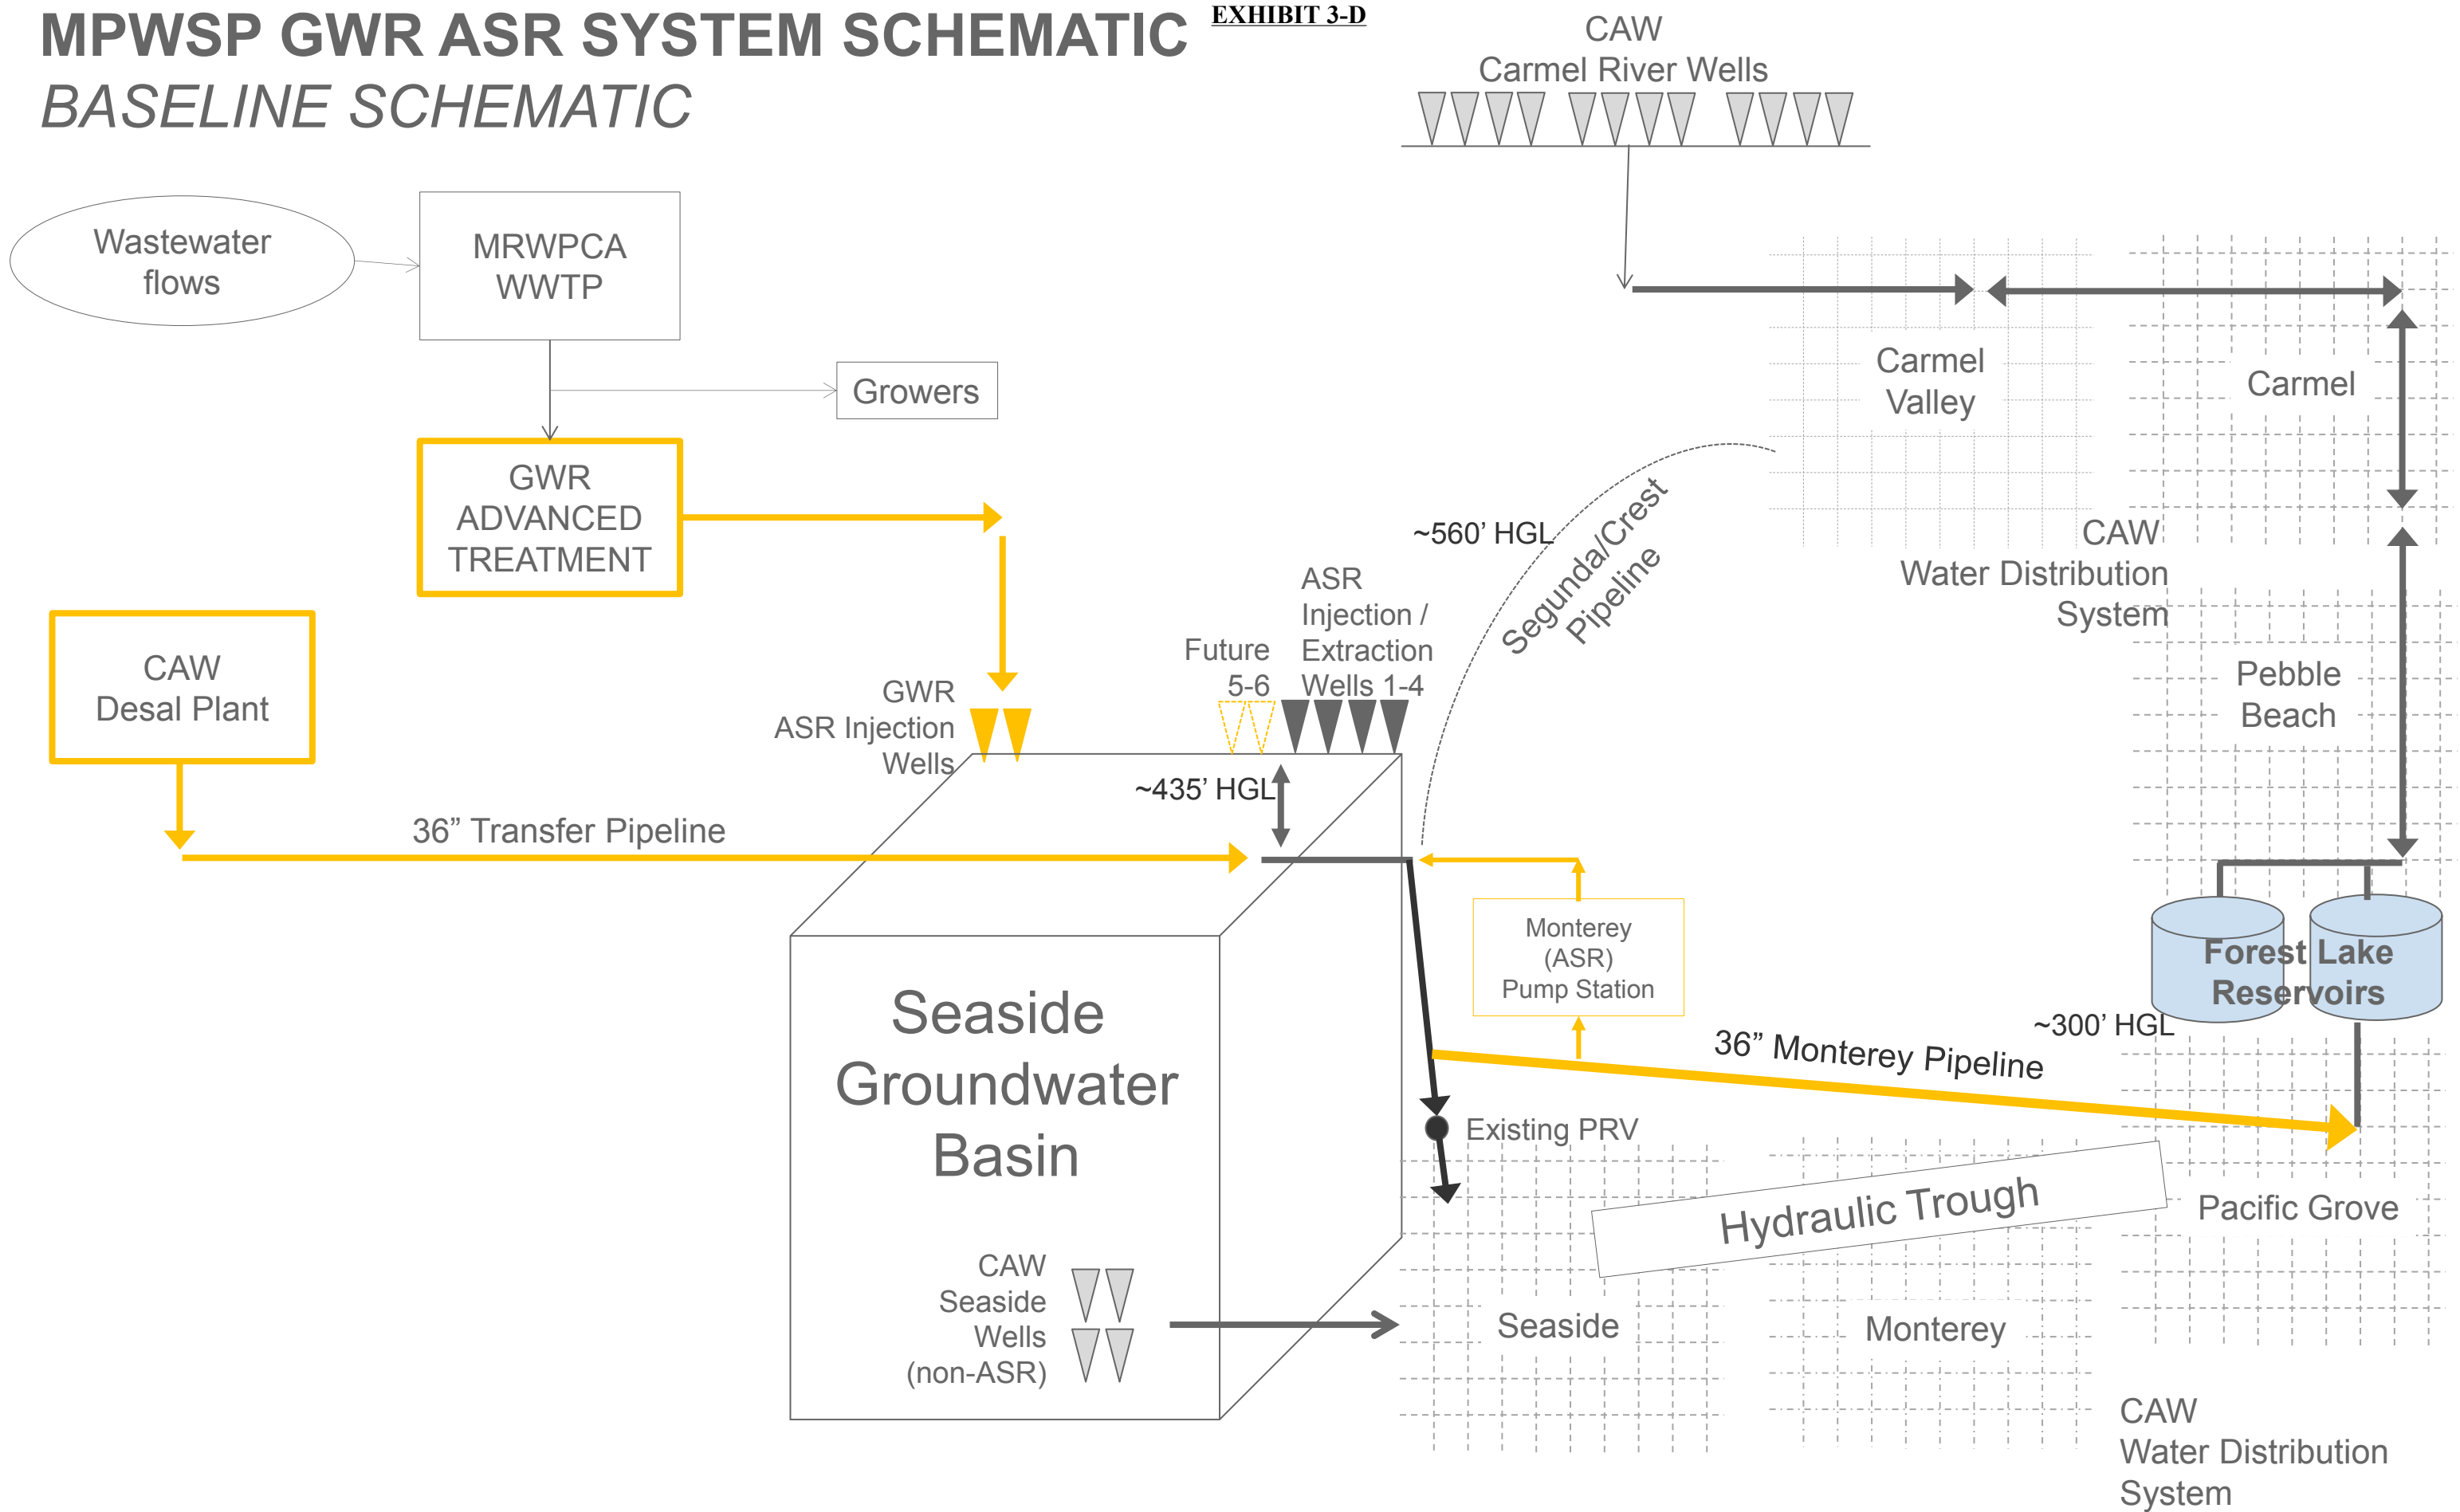 MPWSP GWR ASR SYSTEM SCHEMATIC
EXHIBIT 3-D
BASELINE SCHEMATIC
CAW
Carmel River Wells
Wastewater
flows
MRWPCA
WWTP
Growers
GWR
ADVANCED
TREATMENT
CAW
Desal Plant
36” Transfer Pipeline
GWR
ASR Injection
Wells
Future
5-6
ASR
Injection /
Extraction
Wells 1-4
~435’ HGL
~560’ HGL
Segunda/Crest
Pipeline
Carmel
Valley
Carmel
CAW
Water Distribution
System
Pebble
Beach
Forest Lake
Reservoirs
~300’ HGL
Monterey
(ASR)
Pump Station
36” Monterey Pipeline
Existing PRV
Hydraulic Trough
Seaside
Groundwater
Basin
CAW
Seaside
Wells
(non-ASR)
Seaside
Monterey
Pacific Grove
CAW
Water Distribution
System